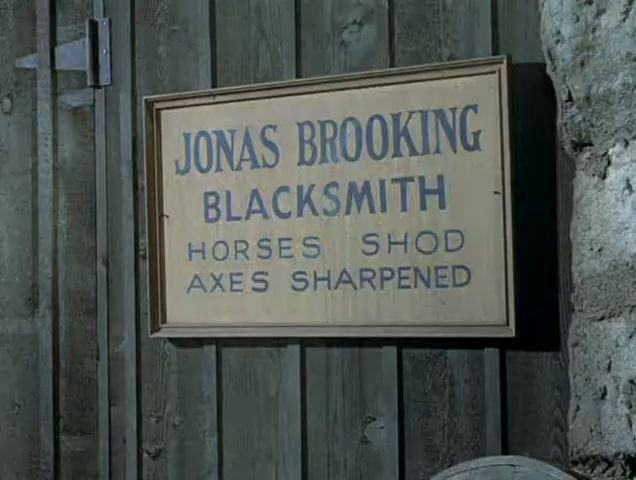 JONAS BROOKING
BLACKSMITH
HORSES SHOD
AXES SHARPENED